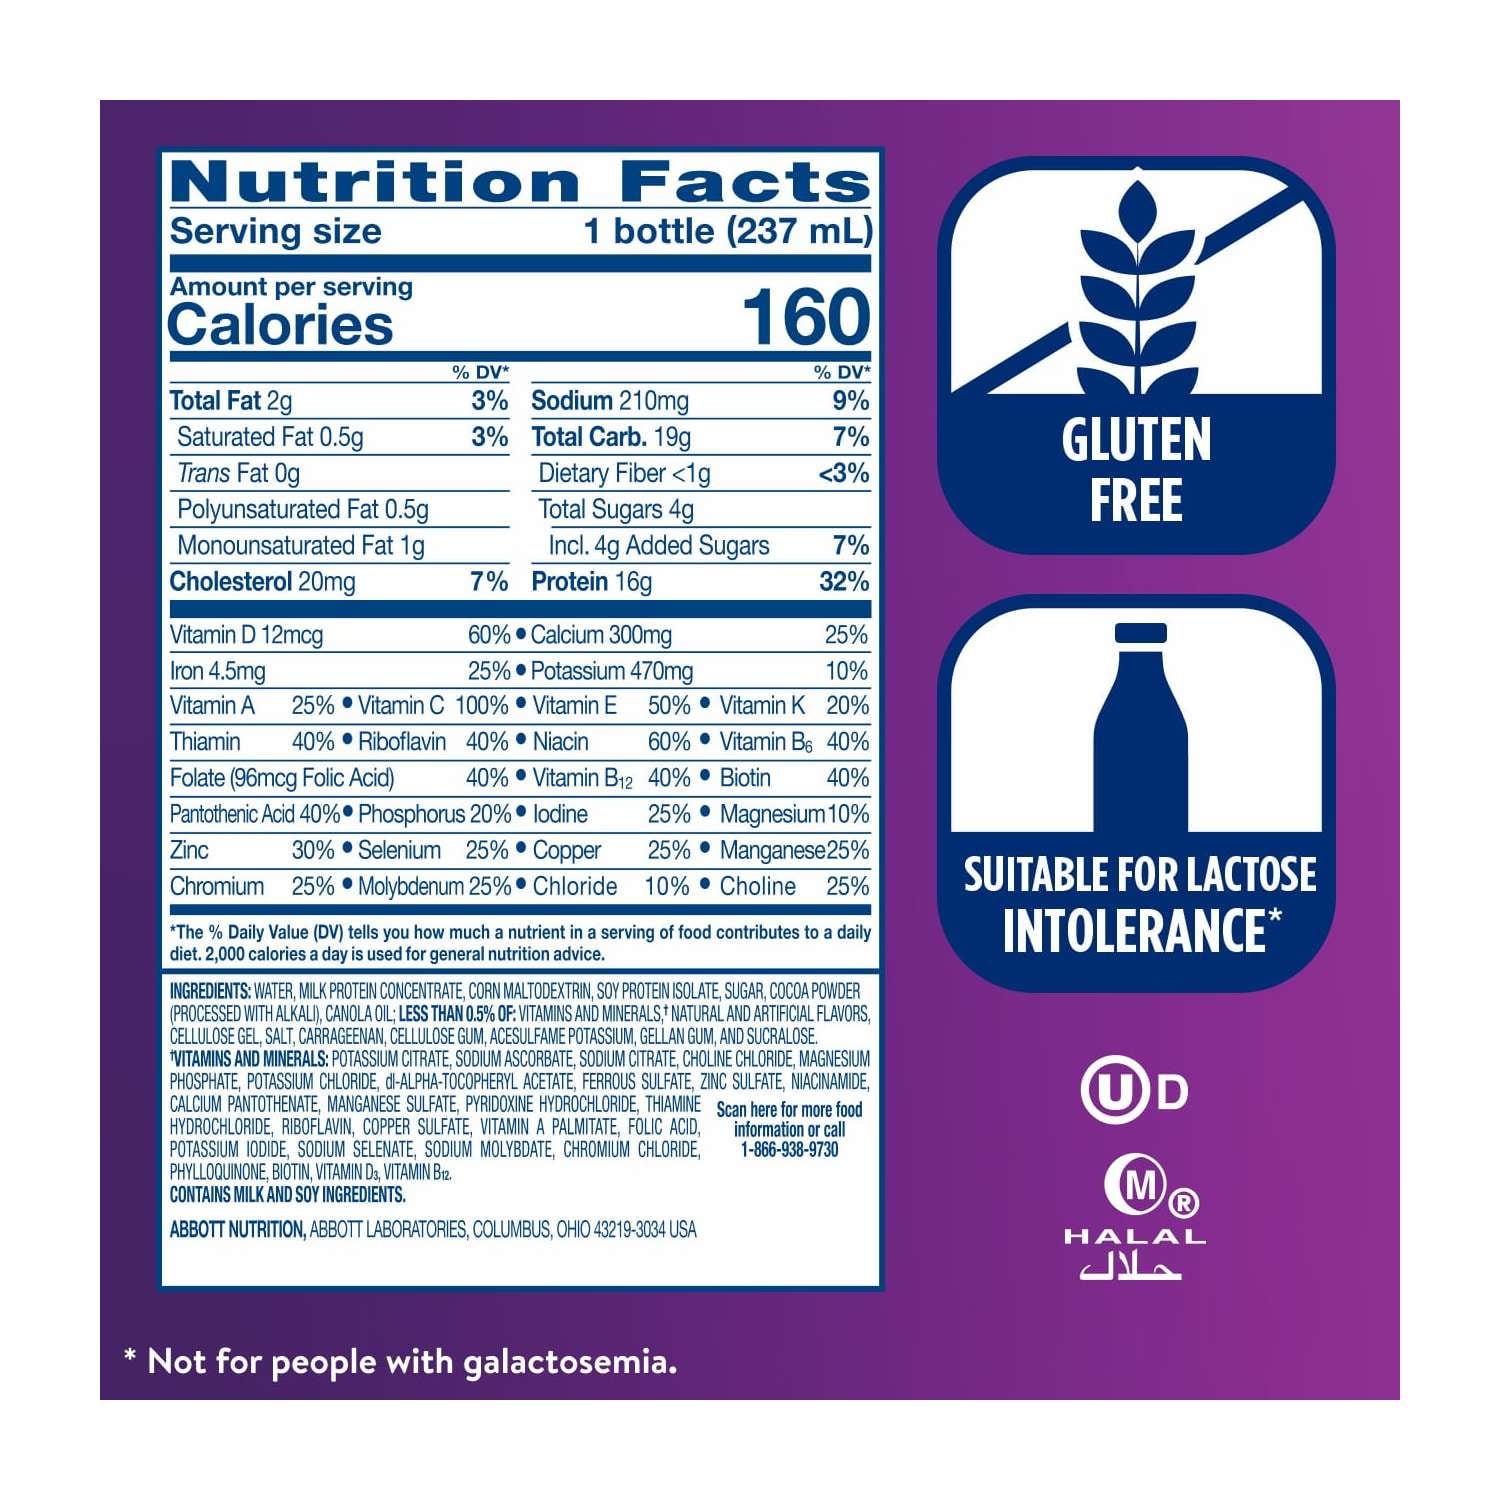 Nutrition Facts
Serving size 1 bottle (237 mL)
Amount per serving
Calories 160
% DV* % DV*
Total Fat 2g 3% Sodium 210mg 9%
Saturated Fat 0.5g 3% Total Carb. 19g 7%
Trans Fat 0g Dietary Fiber <1g <3%
Polyunsaturated Fat 0.5g Total Sugars 4g
Monounsaturated Fat 1g Incl. 4g Added Sugars 7%
Cholesterol 20mg 7% Protein 16g 32%
Vitamin D 12mcg 60% • Calcium 300mg 25%
Iron 4.5mg 25% • Potassium 470mg 10%
Vitamin A 25% • Vitamin C 100% • Vitamin E 50% • Vitamin K 20%
Thiamin 40% • Riboflavin 40% • Niacin 60% • Vitamin B6 40%
Folate (96mcg Folic Acid) 40% • Vitamin B12 40% • Biotin 40%
Pantothenic Acid 40% • Phosphorus 20% • Iodine 25% • Magnesium 10%
Zinc 30% • Selenium 25% • Copper 25% • Manganese 25%
Chromium 25% • Molybdenum 25% • Chloride 10% • Choline 25%
*The % Daily Value (DV) tells you how much a nutrient in a serving of food contributes to a daily
diet. 2,000 calories a day is used for general nutrition advice.
INGREDIENTS: WATER, MILK PROTEIN CONCENTRATE, CORN MALTODEXTRIN, SOY PROTEIN ISOLATE, SUGAR, COCOA POWDER
(PROCESSED WITH ALKALI), CANOLA OIL; LESS THAN 0.5% OF: VITAMINS AND MINERALS,† NATURAL AND ARTIFICIAL FLAVORS,
CELLULOSE GEL, SALT, CARRAGEENAN, CELLULOSE GUM, ACESULFAME POTASSIUM, GELLAN GUM, AND SUCRALOSE.
†VITAMINS AND MINERALS: POTASSIUM CITRATE, SODIUM ASCORBATE, SODIUM CITRATE, CHOLINE CHLORIDE, MAGNESIUM
PHOSPHATE, POTASSIUM CHLORIDE, dl-ALPHA-TOCOPHERYL ACETATE, FERROUS SULFATE, ZINC SULFATE, NIACINAMIDE,
CALCIUM PANTOTHENATE, MANGANESE SULFATE, PYRIDOXINE HYDROCHLORIDE, THIAMINE
HYDROCHLORIDE, RIBOFLAVIN, COPPER SULFATE, VITAMIN A PALMITATE, FOLIC ACID,
POTASSIUM IODIDE, SODIUM SELENATE, SODIUM MOLYBDATE, CHROMIUM CHLORIDE,
PHYLLOQUINONE, BIOTIN, VITAMIN D3, VITAMIN B12.
CONTAINS MILK AND SOY INGREDIENTS.
Scan here for more food
information or call
1-866-938-9730
ABBOTT NUTRITION, ABBOTT LABORATORIES, COLUMBUS, OHIO 43219-3034 USA
GLUTEN
FREE
SUITABLE FOR LACTOSE
INTOLERANCE*
U D
M ®
HALAL
حلال
* Not for people with galactosemia.